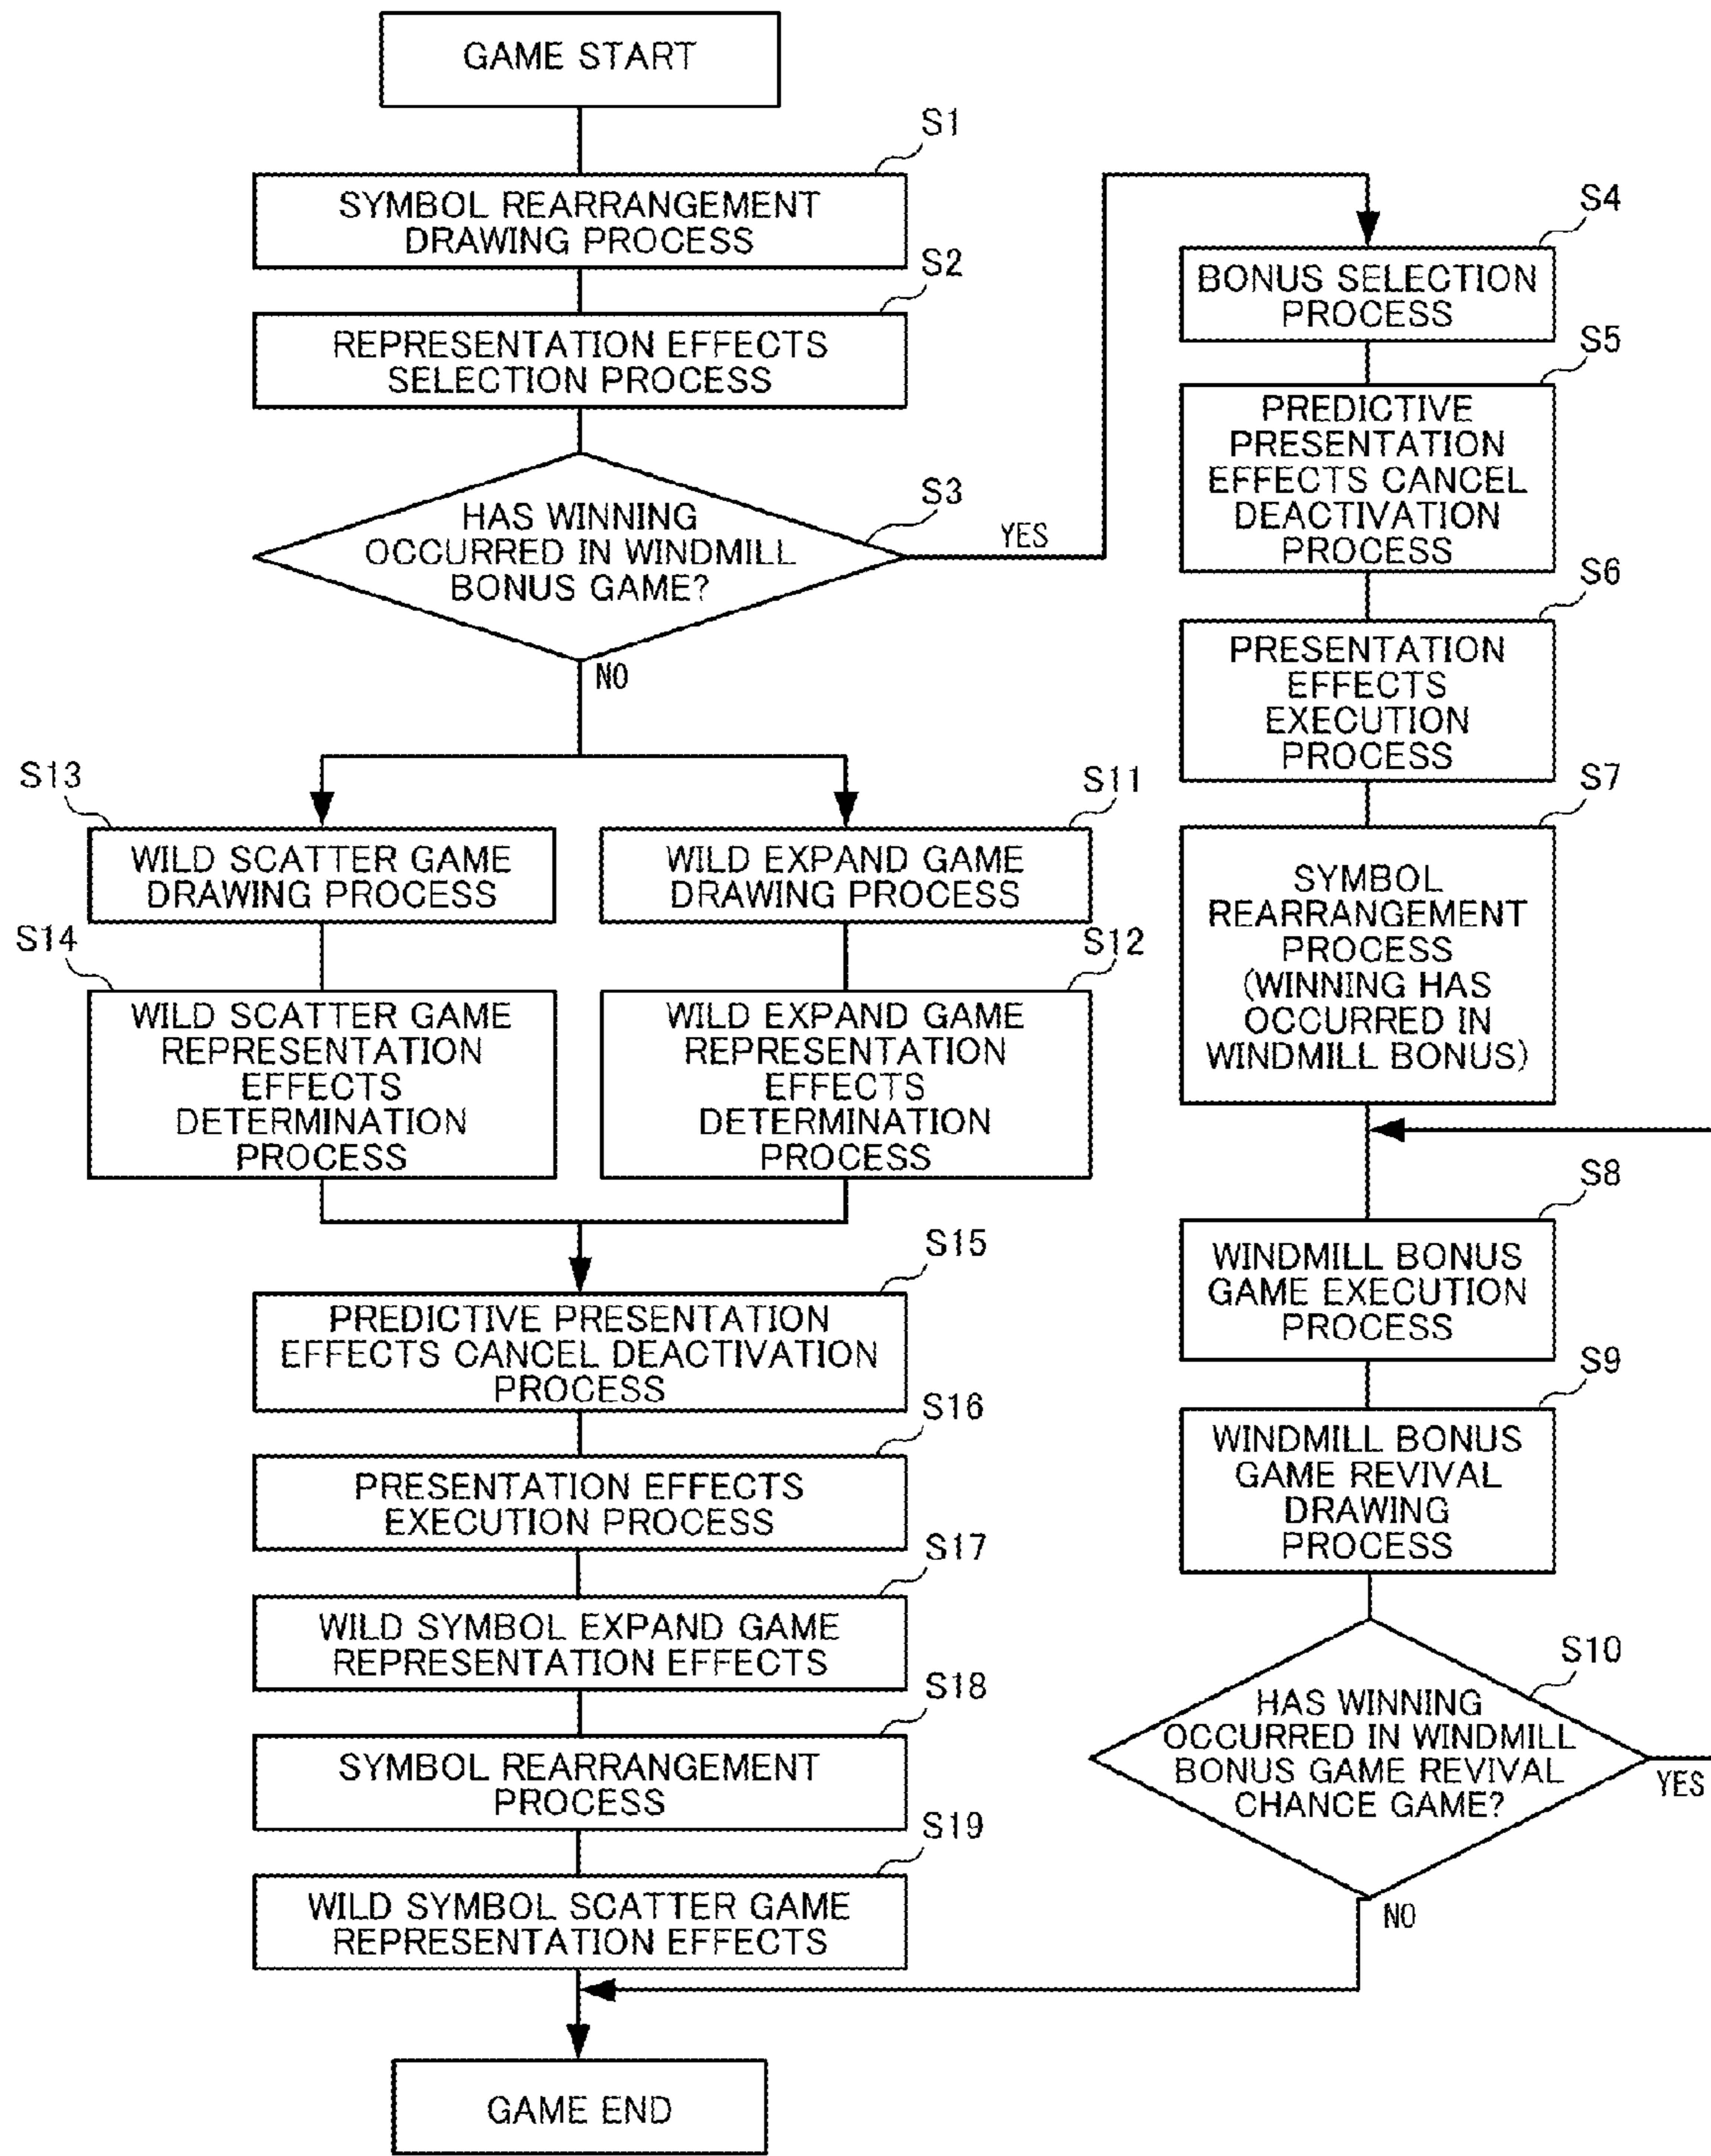 GAME START
S1
SYMBOL REARRANGEMENT
DRAWING PROCESS
S2
REPRESENTATION EFFECTS
SELECTION PROCESS
S3
HAS WINNING
OCCURRED IN WINDMILL
BONUS GAME?
YES
NO
S4
BONUS SELECTION
PROCESS
S5
PREDICTIVE
PRESENTATION
EFFECTS CANCEL
DEACTIVATION
PROCESS
S6
PRESENTATION
EFFECTS
EXECUTION
PROCESS
S7
SYMBOL
REARRANGEMENT
PROCESS
(WINNING HAS
OCCURRED IN
WINDMILL BONUS)
S8
WINDMILL BONUS
GAME EXECUTION
PROCESS
S9
WINDMILL BONUS
GAME REVIVAL
DRAWING
PROCESS
S10
HAS WINNING
OCCURRED IN WINDMILL
BONUS GAME REVIVAL
CHANCE GAME?
YES
NO
S13
WILD SCATTER GAME
DRAWING PROCESS
S11
WILD EXPAND GAME
DRAWING PROCESS
S14
WILD SCATTER GAME
REPRESENTATION
EFFECTS
DETERMINATION
PROCESS
S12
WILD EXPAND GAME
REPRESENTATION
EFFECTS
DETERMINATION
PROCESS
S15
PREDICTIVE PRESENTATION
EFFECTS CANCEL DEACTIVATION
PROCESS
S16
PRESENTATION EFFECTS
EXECUTION PROCESS
S17
WILD SYMBOL EXPAND GAME
REPRESENTATION EFFECTS
S18
SYMBOL REARRANGEMENT
PROCESS
S19
WILD SYMBOL SCATTER GAME
REPRESENTATION EFFECTS
GAME END